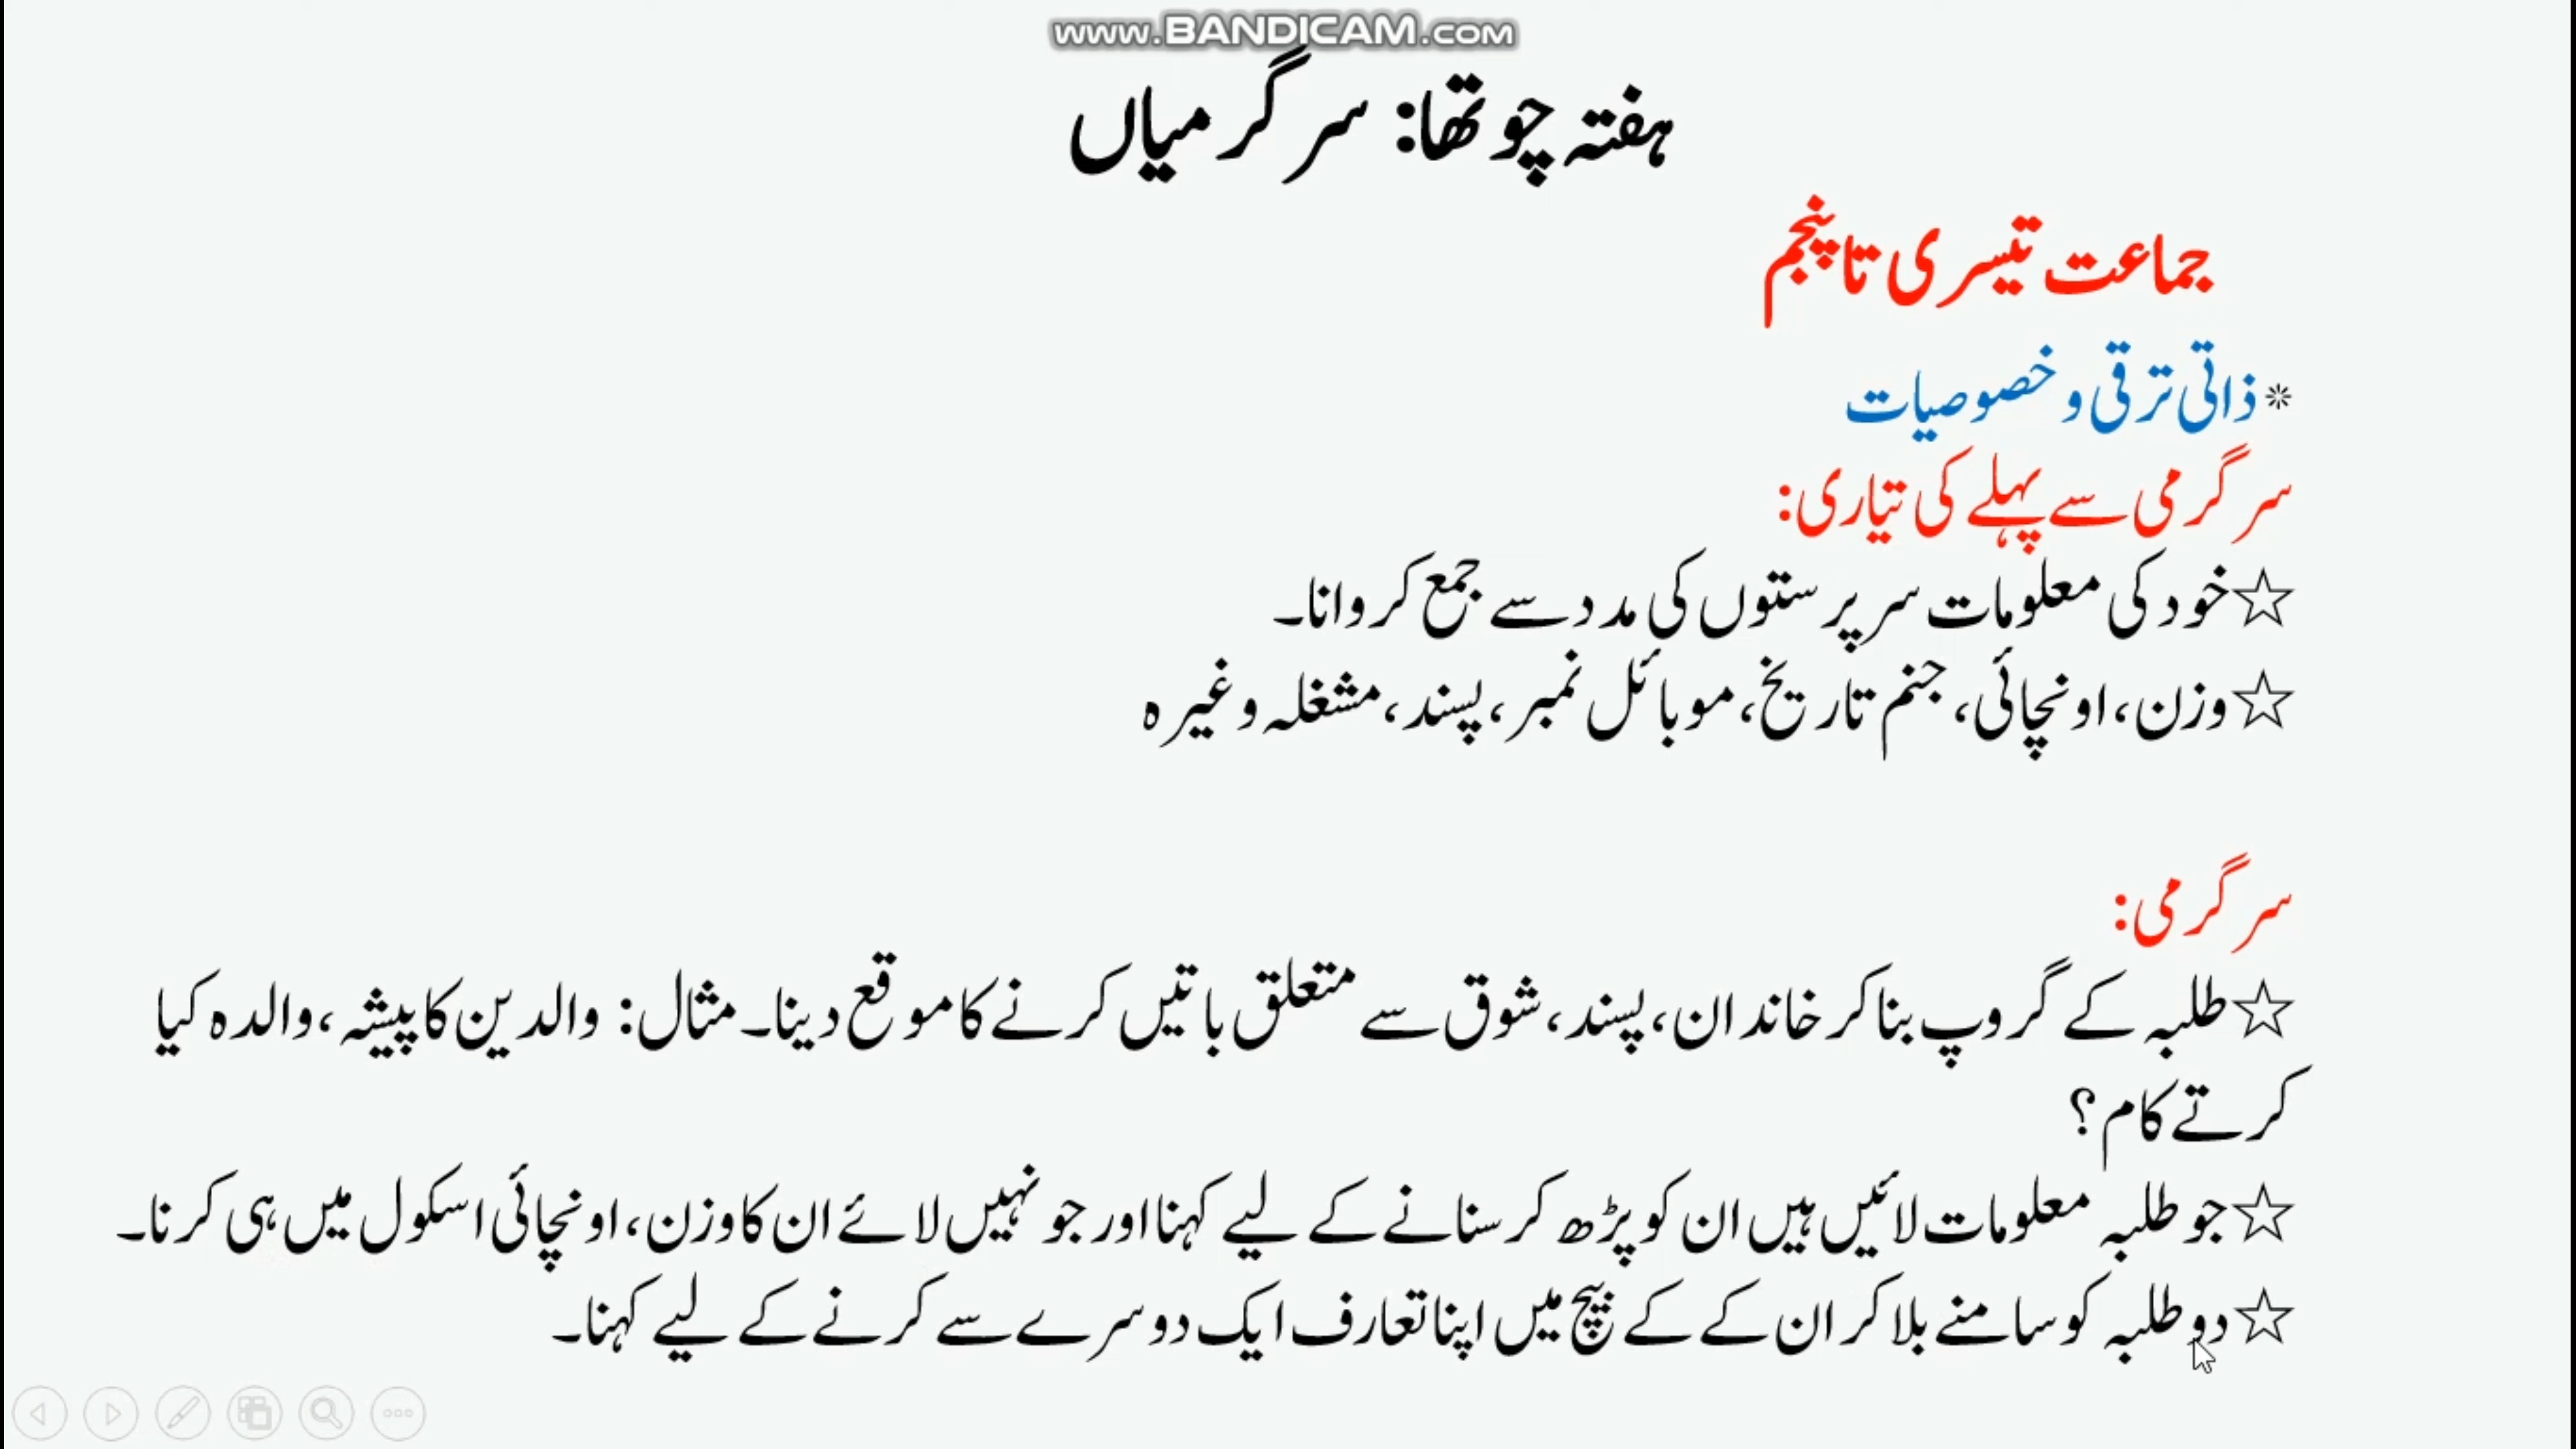 www.BANDICAM.com
ہفتہ چوتھا: سرگرمیاں
جماعت تیسری تا پنجم
* ذاتی ترقی و خصوصیات
سرگرمی سے پہلے کی تیاری:
☆خود کی معلومات سرپرستوں کی مدد سے جمع کروانا۔
☆وزن، اونچائی، جنم تاریخ، موبائل نمبر، پسند، مشغلہ وغیرہ
سرگرمی:
☆طلبہ کے گروپ بناکر خاندان، پسند، شوق سے متعلق باتیں کرنے کا موقع دینا۔ مثال: والدین کا پیشہ، والدہ کیا
کرتے کام؟
☆جو طلبہ معلومات لائیں ہیں ان کو پڑھ کر سنانے کے لیے کہنا اور جو نہیں لائے ان کا وزن، اونچائی اسکول میں ہی کرنا۔
☆دو طلبہ کو سامنے بلاکر ان کے کے بیچ میں اپنا تعارف ایک دوسرے سے کرنے کے لیے کہنا۔